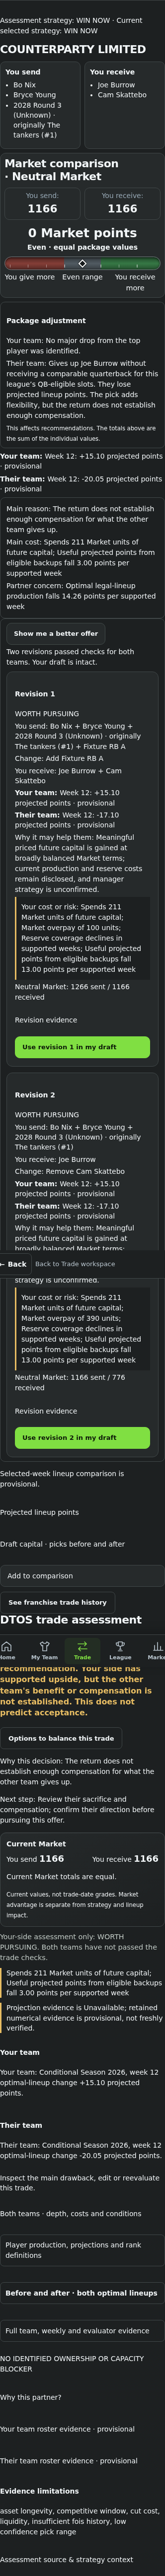 Assessment strategy: WIN NOW · Current
selected strategy: WIN NOW
COUNTERPARTY LIMITED
You send
• Bo Nix
• Bryce Young
• 2028 Round 3
(Unknown) ·
originally The
tankers (#1)
You receive
• Joe Burrow
• Cam Skattebo
Market comparison
· Neutral Market
You send:
1166
You receive:
1166
0 Market points
Even · equal package values
You give more
Even range
You receive
more
Package adjustment
Your team: No major drop from the top
player was identified.
Their team: Gives up Joe Burrow without
receiving a comparable quarterback for this
league's QB-eligible slots. They lose
projected lineup points. The pick adds
flexibility, but the return does not establish
enough compensation.
This affects recommendations. The totals above are
the sum of the individual values.
Your team: Week 12: +15.10 projected points
· provisional
Their team: Week 12: -20.05 projected points
· provisional
Main reason: The return does not establish
enough compensation for what the other
team gives up.
Main cost: Spends 211 Market units of
future capital; Useful projected points from
eligible backups fall 3.00 points per
supported week
Partner concern: Optimal legal-lineup
production falls 14.26 points per supported
week
Show me a better offer
Two revisions passed checks for both
teams. Your draft is intact.
Revision 1
WORTH PURSUING
You send: Bo Nix + Bryce Young +
2028 Round 3 (Unknown) · originally
The tankers (#1) + Fixture RB A
Change: Add Fixture RB A
You receive: Joe Burrow + Cam
Skattebo
Your team: Week 12: +15.10
projected points · provisional
Their team: Week 12: -17.10
projected points · provisional
Why it may help them: Meaningful
priced future capital is gained at
broadly balanced Market terms;
current production and reserve costs
remain disclosed, and manager
strategy is unconfirmed.
Your cost or risk: Spends 211
Market units of future capital;
Market overpay of 100 units;
Reserve coverage declines in
supported weeks; Useful projected
points from eligible backups fall
13.00 points per supported week
Neutral Market: 1266 sent / 1166
received
Revision evidence
Use revision 1 in my draft
Revision 2
WORTH PURSUING
You send: Bo Nix + Bryce Young +
2028 Round 3 (Unknown) · originally
The tankers (#1)
You receive: Joe Burrow
Change: Remove Cam Skattebo
Your team: Week 12: +15.10
projected points · provisional
Their team: Week 12: -17.10
projected points · provisional
Why it may help them: Meaningful
priced future capital is gained at
broadly balanced Market terms;
← Back
Back to Trade workspace
strategy is unconfirmed.
Your cost or risk: Spends 211
Market units of future capital;
Market overpay of 390 units;
Reserve coverage declines in
supported weeks; Useful projected
points from eligible backups fall
13.00 points per supported week
Neutral Market: 1166 sent / 776
received
Revision evidence
Use revision 2 in my draft
Selected-week lineup comparison is
provisional.
Projected lineup points
Draft capital · picks before and after
Add to comparison
See franchise trade history
DTOS trade assessment
Home
My Team
Trade
League
Marke
recommendation. Your side has
supported upside, but the other
team's benefit or compensation is
not established. This does not
predict acceptance.
Options to balance this trade
Why this decision: The return does not
establish enough compensation for what the
other team gives up.
Next step: Review their sacrifice and
compensation; confirm their direction before
pursuing this offer.
Current Market
You send 1166
You receive 1166
Current Market totals are equal.
Current values, not trade-date grades. Market
advantage is separate from strategy and lineup
impact.
Your-side assessment only: WORTH
PURSUING. Both teams have not passed the
trade checks.
Spends 211 Market units of future capital;
Useful projected points from eligible backups
fall 3.00 points per supported week
Projection evidence is Unavailable; retained
numerical evidence is provisional, not freshly
verified.
Your team
Your team: Conditional Season 2026, week 12
optimal-lineup change +15.10 projected
points.
Their team
Their team: Conditional Season 2026, week 12
optimal-lineup change -20.05 projected points.
Inspect the main drawback, edit or reevaluate
this trade.
Both teams · depth, costs and conditions
Player production, projections and rank
definitions
Before and after · both optimal lineups
Full team, weekly and evaluator evidence
NO IDENTIFIED OWNERSHIP OR CAPACITY
BLOCKER
Why this partner?
Your team roster evidence · provisional
Their team roster evidence · provisional
Evidence limitations
asset longevity, competitive window, cut cost,
liquidity, insufficient fois history, low
confidence pick range
Assessment source & strategy context